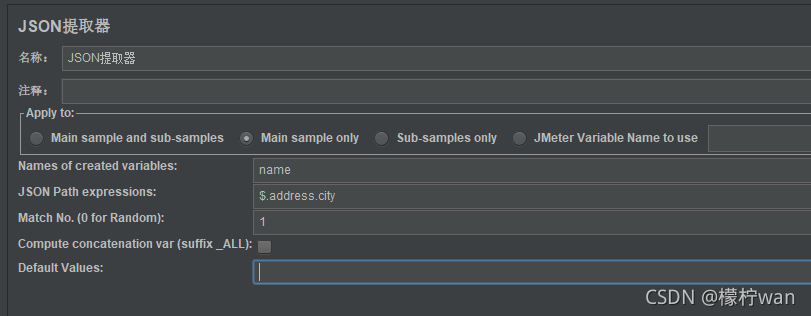 JSON提取器
名称： JSON提取器
注释：
Apply to:
Main sample and sub-samples Main sample only Sub-samples only JMeter Variable Name to use
Names of created variables: name
JSON Path expressions: $.address.city
Match No. (0 for Random): 1
Compute concatenation var (suffix _ALL):
Default Values:
CSDN @檬柠wan